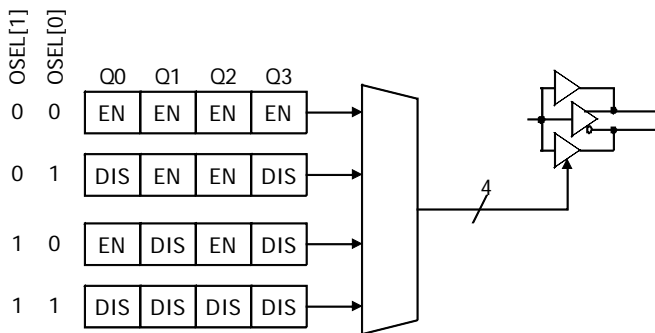 OSEL[1] OSEL[0]
Q0 Q1 Q2 Q3
0 0 EN EN EN EN
0 1 DIS EN EN DIS
4
1 0 EN DIS EN DIS
1 1 DIS DIS DIS DIS